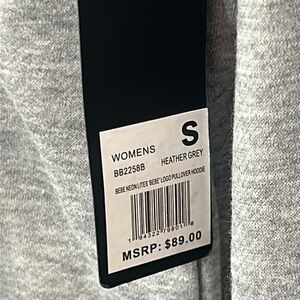 WOMENS S
BB2258B HEATHER GREY
BEBE NEON LITES 'BEBE' LOGO PULLOVER HOODIE
MSRP: $89.00